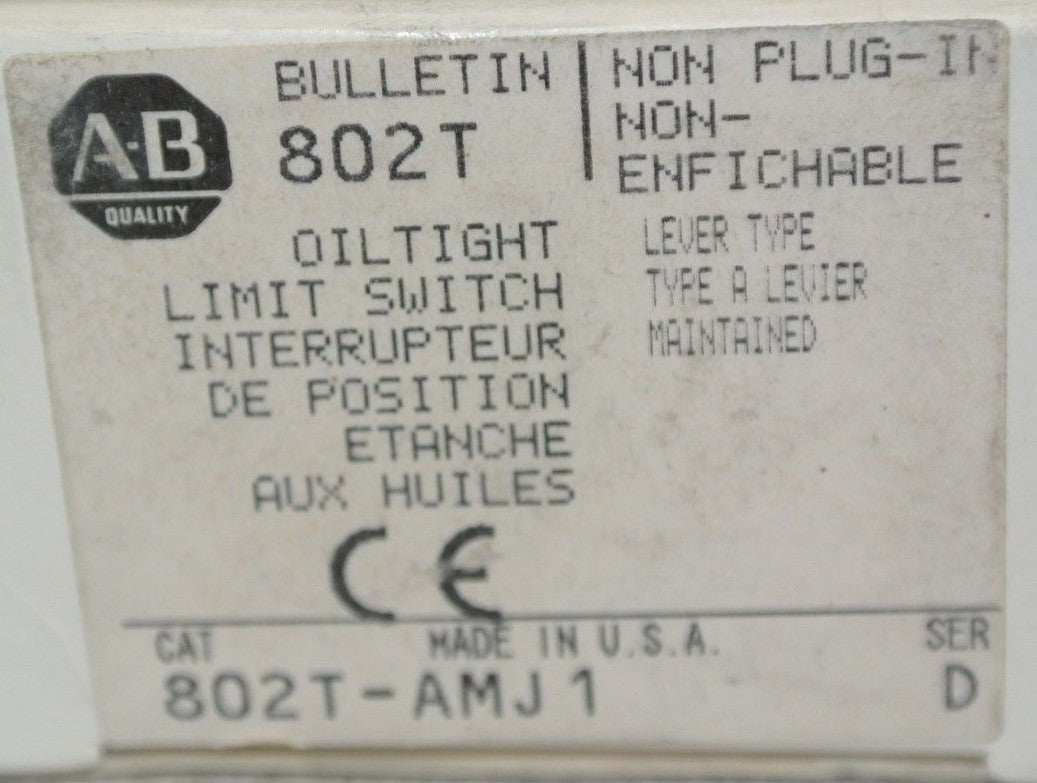 A-B
QUALITY
BULLETIN
802T
NON PLUG-IN
NON-
ENFICHABLE
OILTIGHT
LIMIT SWITCH
INTERRUPTEUR
DE POSITION
ETANCHE
AUX HUILES
LEVER TYPE
TYPE A LEVIER
MAINTAINED
CE
CAT MADE IN U.S.A. SER
802T-AMJ1 D